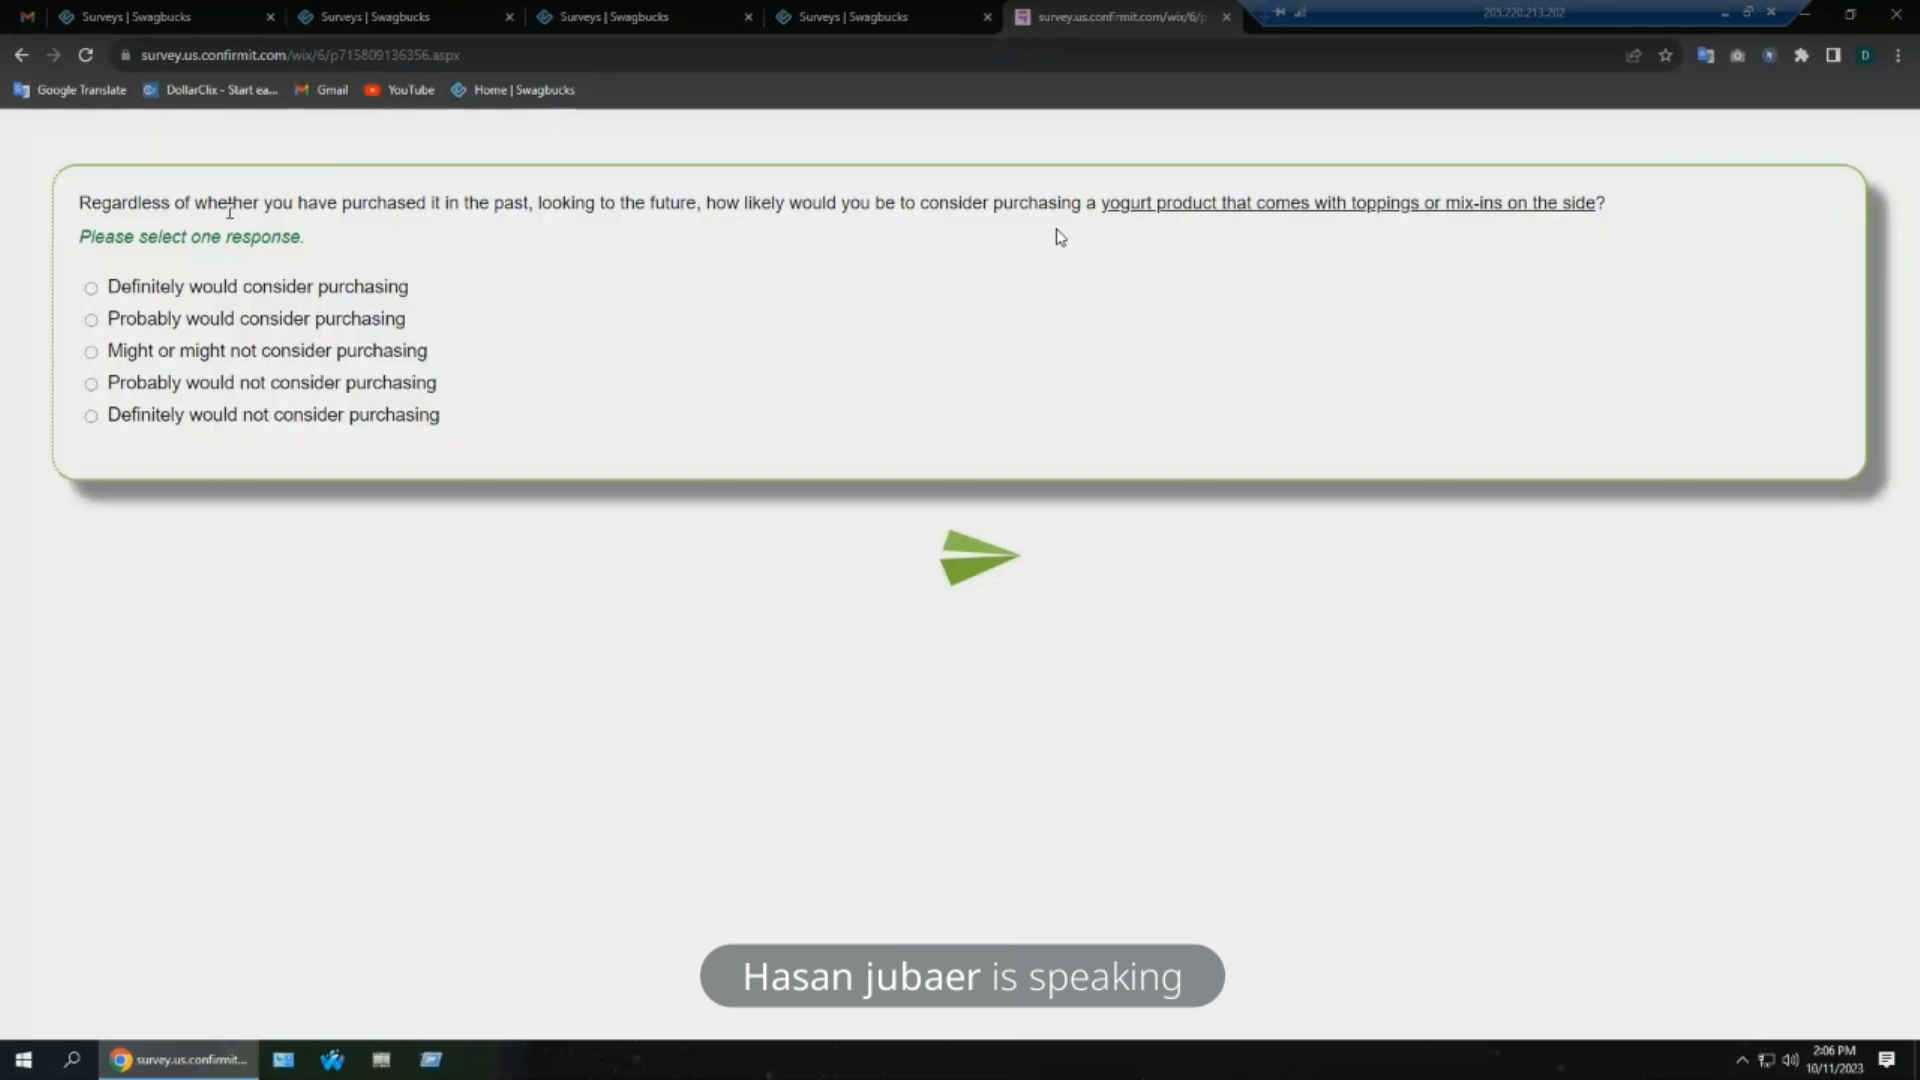 Surveys | Swagbucks
Surveys | Swagbucks
Surveys | Swagbucks
Surveys | Swagbucks
survey.us.confirmit.com/wix/6/p
205.220.213.202
survey.us.confirmit.com/wix/6/p715809136356.aspx
D
Google Translate
DollarClix - Start ea...
Gmail
YouTube
Home | Swagbucks
Regardless of whether you have purchased it in the past, looking to the future, how likely would you be to consider purchasing a yogurt product that comes with toppings or mix-ins on the side?
Please select one response.
Definitely would consider purchasing
Probably would consider purchasing
Might or might not consider purchasing
Probably would not consider purchasing
Definitely would not consider purchasing
Hasan jubaer is speaking
survey.us.confirmit...
2:06 PM
10/11/2023